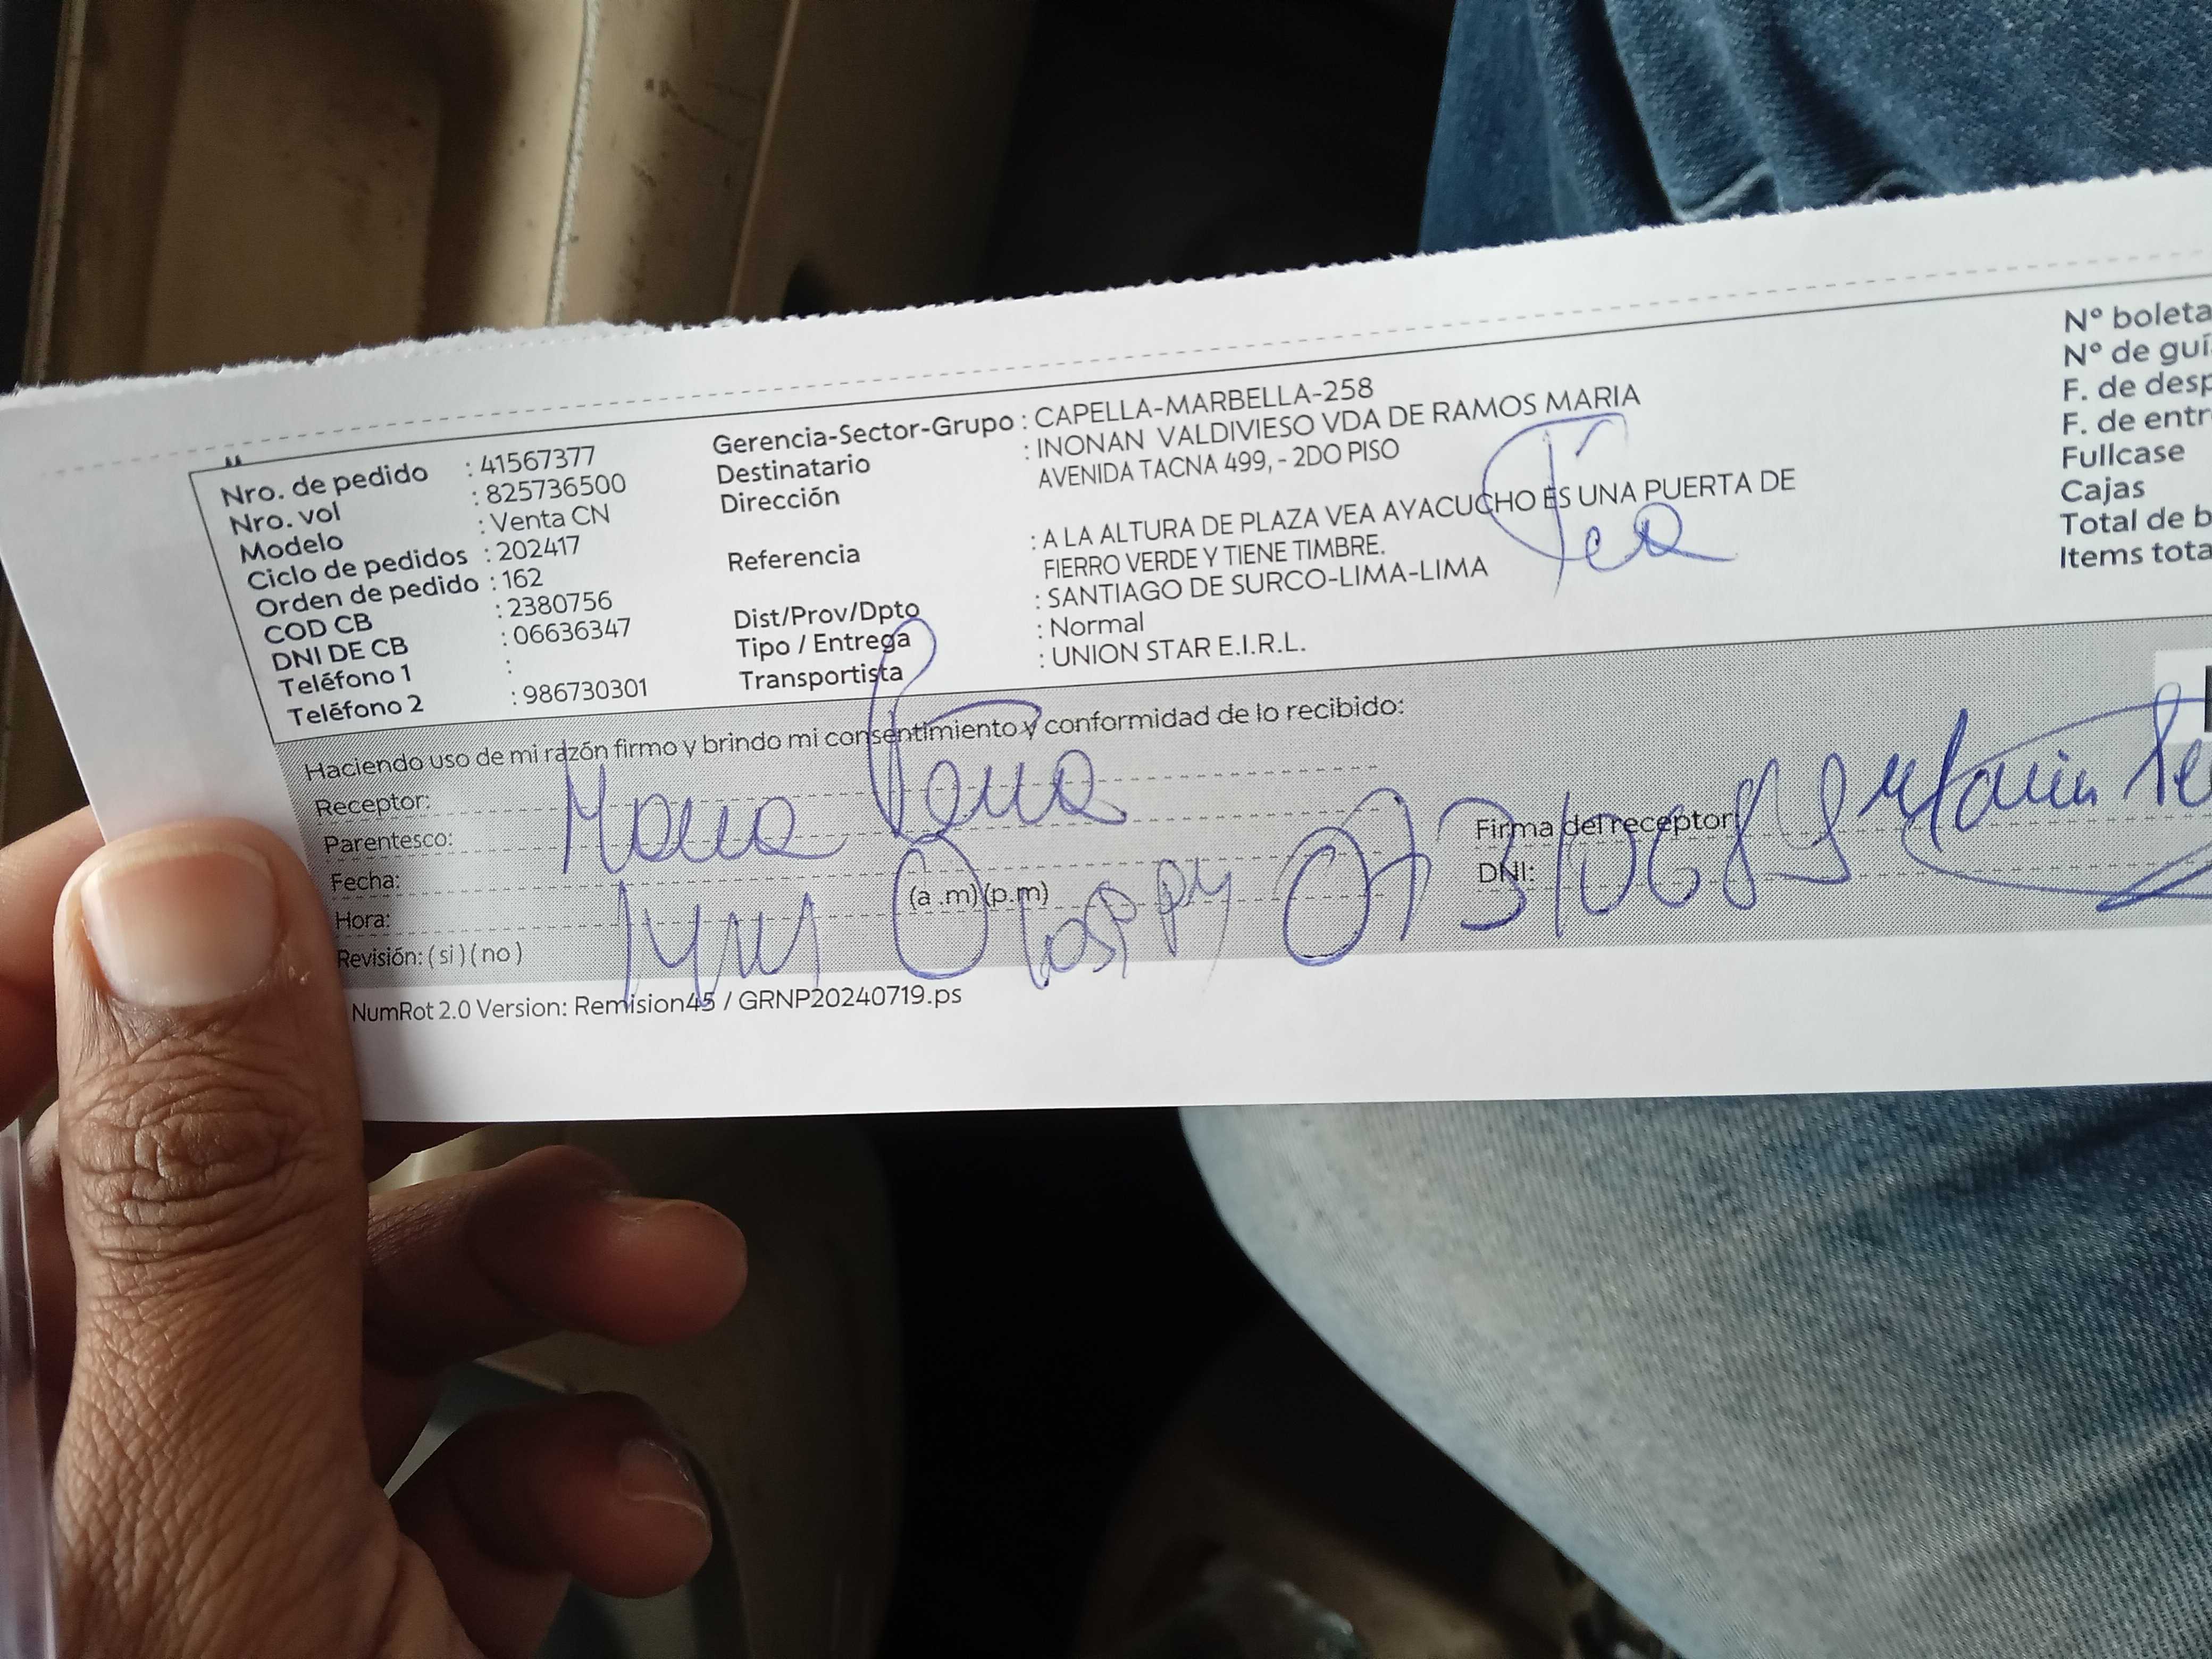 Nro. de pedido : 41567377
Nro. vol : 825736500
Modelo : Venta CN
Ciclo de pedidos : 202417
Orden de pedido : 162
COD CB : 2380756
DNI DE CB : 06636347
Teléfono 1 :
Teléfono 2 : 986730301
Gerencia-Sector-Grupo : CAPELLA-MARBELLA-258
Destinatario : INONAN VALDIVIESO VDA DE RAMOS MARIA
Dirección AVENIDA TACNA 499, - 2DO PISO
Referencia : A LA ALTURA DE PLAZA VEA AYACUCHO ES UNA PUERTA DE
FIERRO VERDE Y TIENE TIMBRE.
Dist/Prov/Dpto : SANTIAGO DE SURCO-LIMA-LIMA
Tipo / Entrega : Normal
Transportista : UNION STAR E.I.R.L.
Nº boleta
Nº de guí
F. de desp
F. de entr
Fullcase
Cajas
Total de b
Items tota
Haciendo uso de mi razón firmo y brindo mi consentimiento y conformidad de lo recibido:
Receptor:
Parentesco:
Fecha:
Hora: (a .m)(p.m)
Revisión: ( si ) ( no )
Firma del receptor
DNI:
NumRot 2.0 Version: Remision45 / GRNP20240719.ps